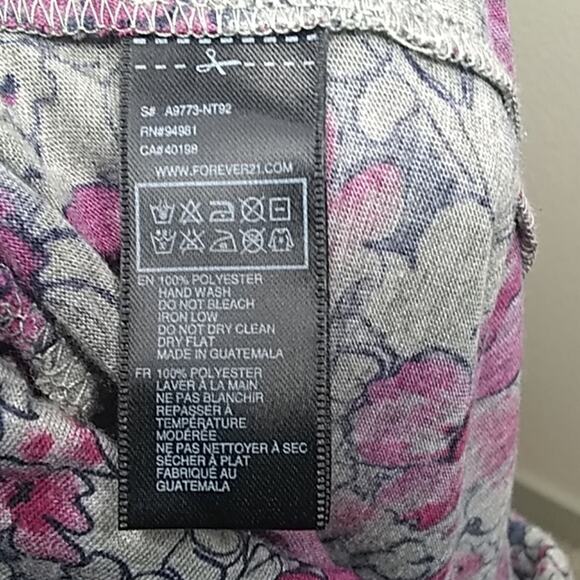 S# A9773-NT92
RN#94981
CA#40198
WWW.FOREVER21.COM
EN 100% POLYESTER
HAND WASH
DO NOT BLEACH
IRON LOW
DO NOT DRY CLEAN
DRY FLAT
MADE IN GUATEMALA
FR 100% POLYESTER
LAVER À LA MAIN
NE PAS BLANCHIR
REPASSER À
TEMPÉRATURE
MODÉRÉE
NE PAS NETTOYER À SEC
SÉCHER À PLAT
FABRIQUÉ AU
GUATEMALA